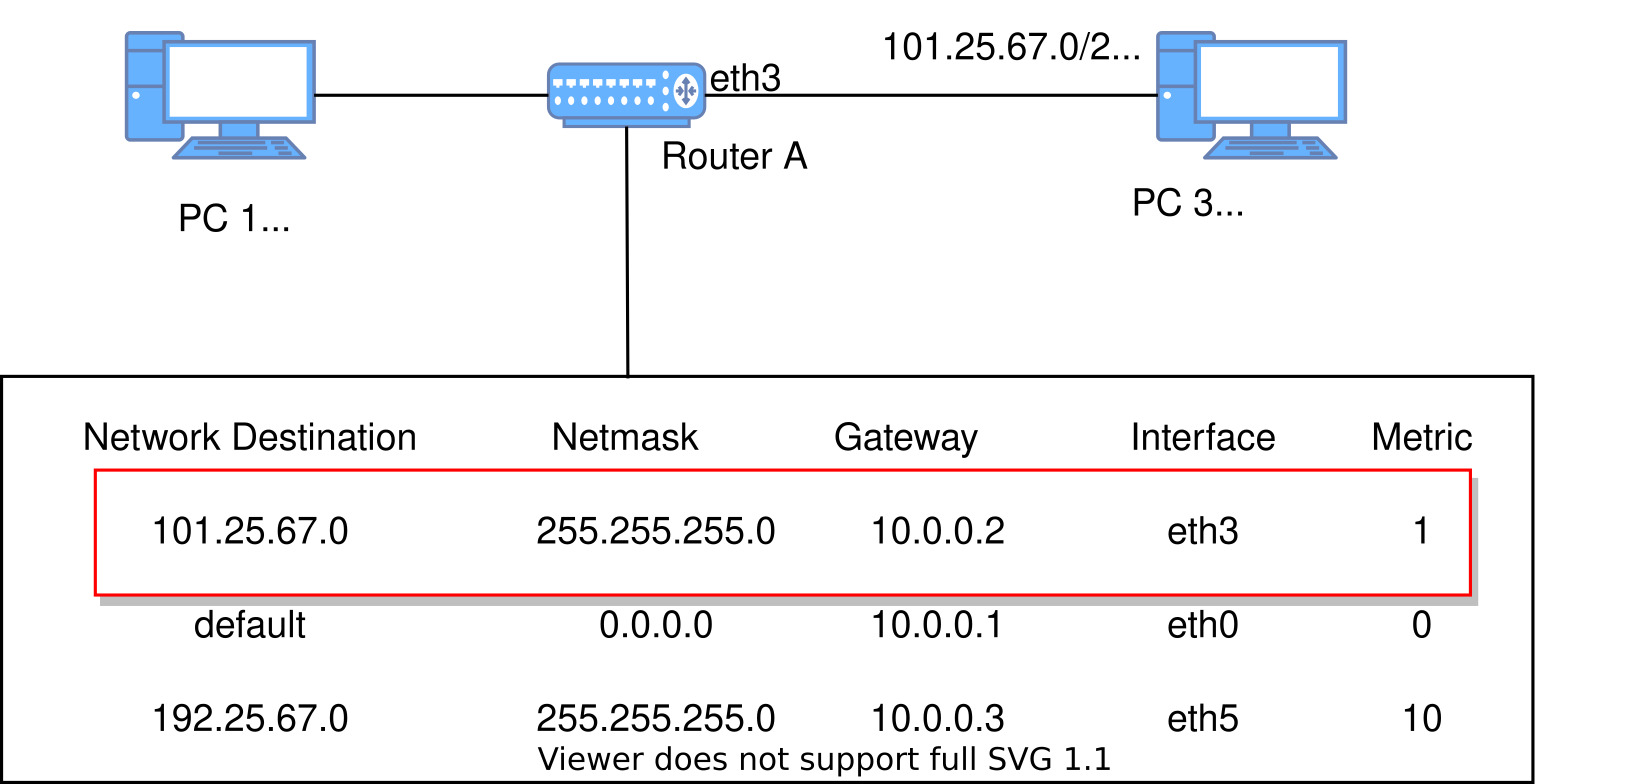 101.25.67.0/2...
eth3
Router A
PC 1...
PC 3...
Network Destination Netmask Gateway Interface Metric
101.25.67.0 255.255.255.0 10.0.0.2 eth3 1
default 0.0.0.0 10.0.0.1 eth0 0
192.25.67.0 255.255.255.0 10.0.0.3 eth5 10
Viewer does not support full SVG 1.1